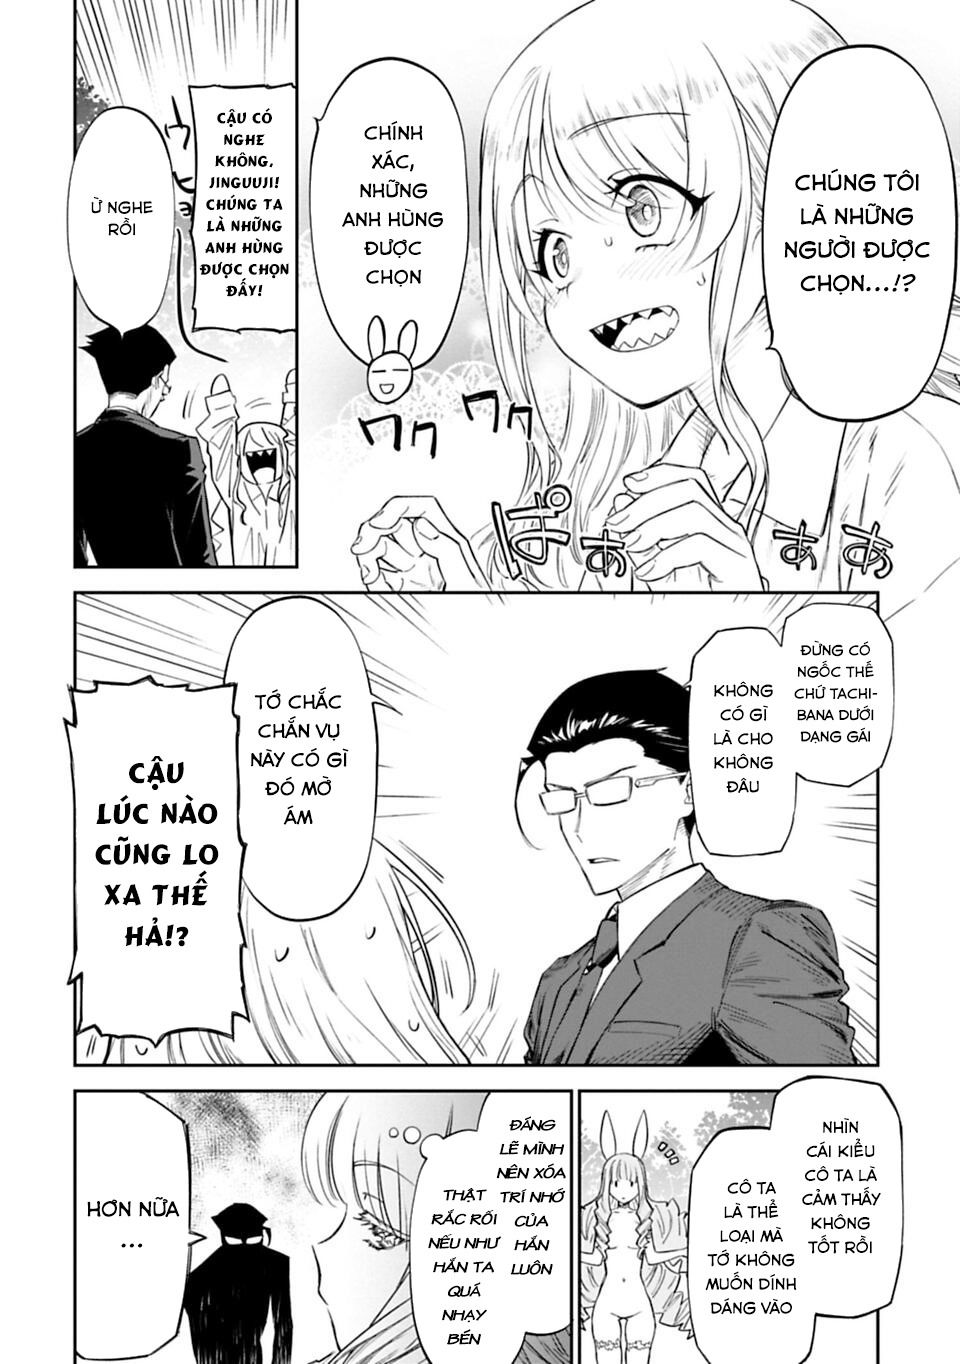 CHÚNG TÔI
LÀ NHỮNG
NGƯỜI ĐƯỢC
CHỌN...!?
CHÍNH
XÁC,
NHỮNG
ANH HÙNG
ĐƯỢC
CHỌN
ワク
ワク
ぱぁぁ
ぁぁ
CẬU CÓ
NGHE
KHÔNG,
JINGUUJI!
CHÚNG TA
LÀ NHỮNG
ANH HÙNG
ĐƯỢC CHỌN
ĐẤY!
Ừ NGHE
RỒI
ĐỪNG CÓ
NGỐC THẾ
CHỨ TACHI-
BANA DƯỚI
DẠNG GÁI
KHÔNG
CÓ GÌ
LÀ CHO
KHÔNG
ĐÂU
TỚ CHẮC
CHẮN VỤ
NÀY CÓ GÌ
ĐÓ MỜ
ÁM
CẬU
LÚC NÀO
CŨNG LO
XA THẾ
HẢ!?
NHÌN
CÁI KIỂU
CÔ TA LÀ
CẢM THẤY
KHÔNG
TỐT RỒI
CÔ TA
LÀ THỂ
LOẠI MÀ
TỚ KHÔNG
MUỐN DÍNH
DÁNG VÀO
ĐÁNG
LẼ MÌNH
NÊN XÓA
TRÍ NHỚ
CỦA
HẮN
LUÔN
THẬT
RẮC RỐI
NẾU NHƯ
HẮN TA
QUÁ
NHẠY
BÉN
HƠN NỮA
...